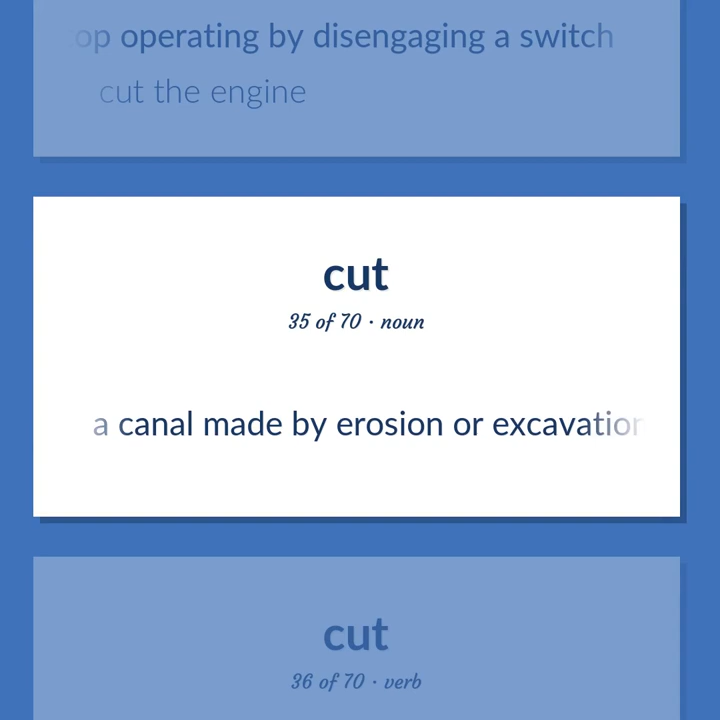 op operating by disengaging a switch
cut the engine
cut
35 of 70 · noun
a canal made by erosion or excavation
cut
36 of 70 · verb